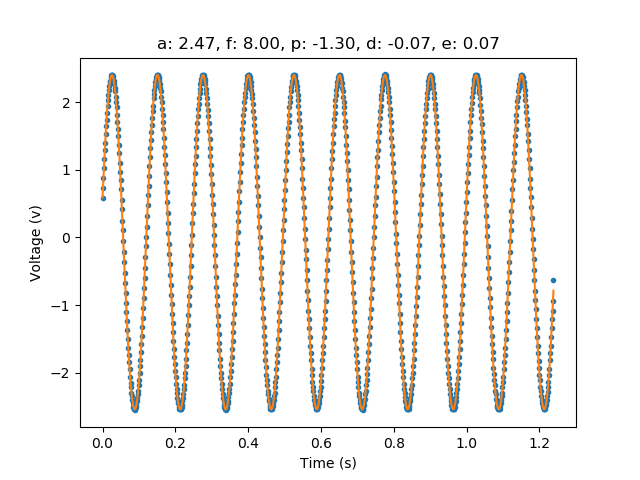 a: 2.47, f: 8.00, p: -1.30, d: -0.07, e: 0.07
2
1
0
−1
−2
Voltage (v)
0.0 0.2 0.4 0.6 0.8 1.0 1.2
Time (s)